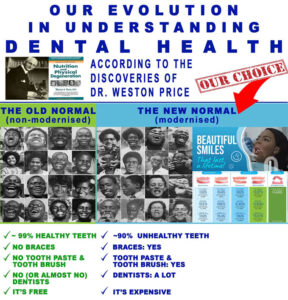 OUR EVOLUTION
IN UNDERSTANDING
DENTAL HEALTH
Nutrition
and
Physical
Degeneration
ACCORDING TO THE
DISCOVERIES OF
DR. WESTON PRICE
OUR CHOICE
THE OLD NORMAL
(non-modernised)
THE NEW NORMAL
(modernised)
BEAUTIFUL
SMILES
That last
a lifetime!
✓ ~ 99% HEALTHY TEETH
✓ NO BRACES
✓ NO TOOTH PASTE &
TOOTH BRUSH
✓ NO (OR ALMOST NO)
DENTISTS
✓ IT'S FREE
✓ ~90% UNHEALTHY TEETH
✓ BRACES: YES
✓ TOOTH PASTE &
TOOTH BRUSH: YES
✓ DENTISTS: A LOT
✓ IT'S EXPENSIVE